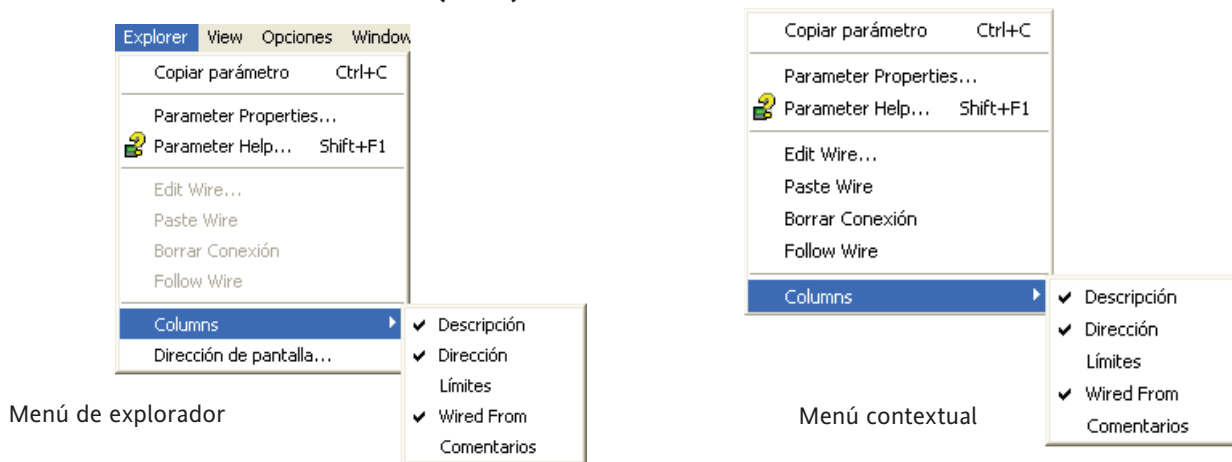 Explorer View Opciones Window
Copiar parámetro Ctrl+C
Parameter Properties...
Parameter Help... Shift+F1
Edit Wire...
Paste Wire
Borrar Conexión
Follow Wire
Columns
Dirección de pantalla...
Descripción
Dirección
Límites
Wired From
Comentarios
Menú de explorador
Copiar parámetro Ctrl+C
Parameter Properties...
Parameter Help... Shift+F1
Edit Wire...
Paste Wire
Borrar Conexión
Follow Wire
Columns
Descripción
Dirección
Límites
Wired From
Comentarios
Menú contextual